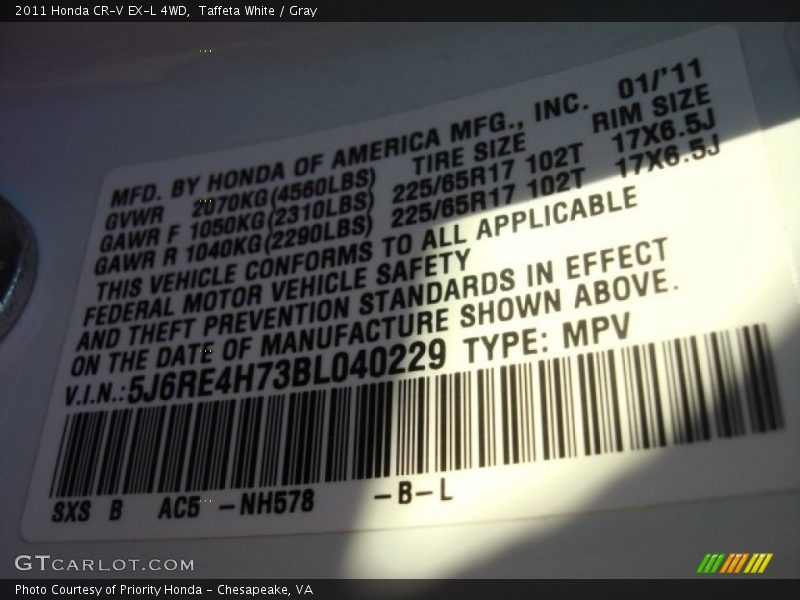 2011 Honda CR-V EX-L 4WD, Taffeta White / Gray
MFD. BY HONDA OF AMERICA MFG., INC. 01/'11
GVWR 2070KG(4560LBS) TIRE SIZE RIM SIZE
GAWR F 1050KG(2310LBS) 225/65R17 102T 17X6.5J
GAWR R 1040KG(2290LBS) 225/65R17 102T 17X6.5J
THIS VEHICLE CONFORMS TO ALL APPLICABLE
FEDERAL MOTOR VEHICLE SAFETY
AND THEFT PREVENTION STANDARDS IN EFFECT
ON THE DATE OF MANUFACTURE SHOWN ABOVE.
V.I.N.:5J6RE4H73BL040229 TYPE: MPV
SXS B AC5 -NH578 -B-L
GTCARLOT.COM
Photo Courtesy of Priority Honda - Chesapeake, VA